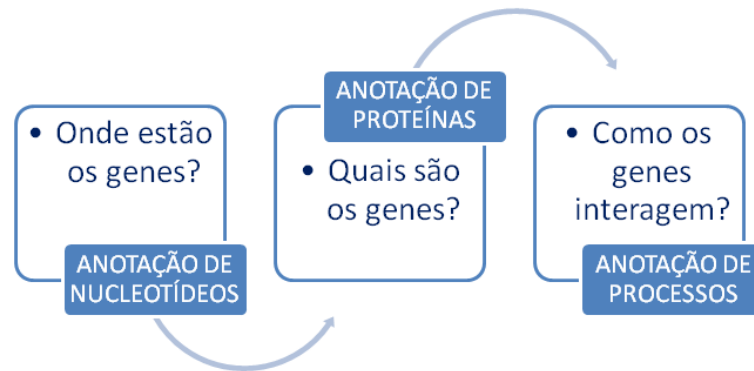 • Onde estão
os genes?
ANOTAÇÃO DE
NUCLEOTÍDEOS
ANOTAÇÃO DE
PROTEÍNAS
• Quais são
os genes?
• Como os
genes
interagem?
ANOTAÇÃO DE
PROCESSOS